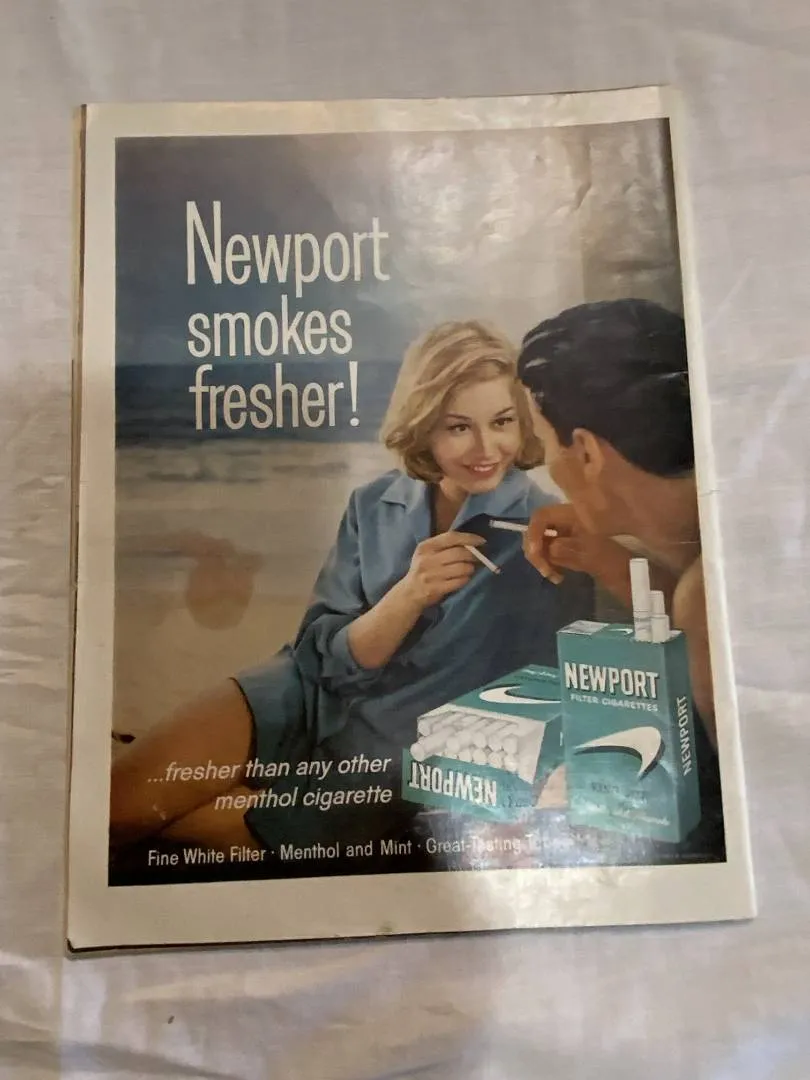 Newport
smokes
fresher!
...fresher than any other
menthol cigarette
Fine White Filter · Menthol and Mint · Great-Tasting
NEWPORT
FILTER CIGARETTES
NEWPORT
NEWPORT